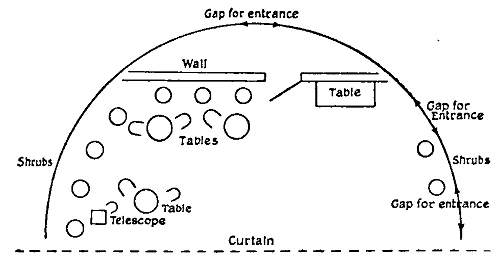 Gap for entrance
Wall
Table
Gap for
Entrance
Tables
Shrubs
Shrubs
Table
Gap for entrance
Telescope
Curtain